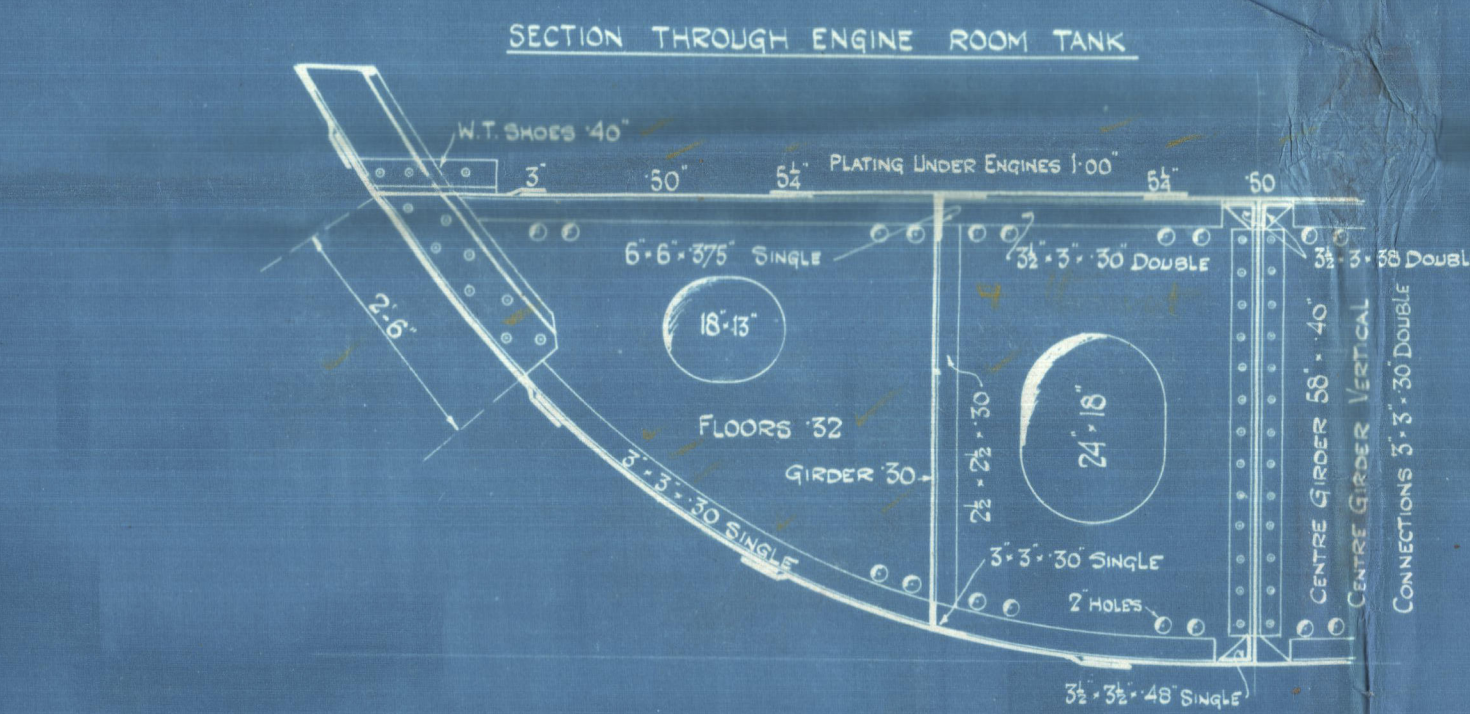 SECTION THROUGH ENGINE ROOM TANK
W.T. SHOES ·40"
3"
·50"
5¼"
PLATING UNDER ENGINES 1·00"
5¼"
·50
6"×6"×·375" SINGLE
3½"×3"×·30" DOUBLE
3½"×3"×·38 DOUBL
2'-6"
18"×13"
24"×18"
FLOORS ·32
GIRDER ·30
2½"×2½"×·30"
3"×3"×·30 SINGLE
3"×3"×·30" SINGLE
2" HOLES
3½"×3½"×·48" SINGLE
CENTRE GIRDER 58"×·40"
CENTRE GIRDER VERTICAL
CONNECTIONS 3"×3"×·30" DOUBLE